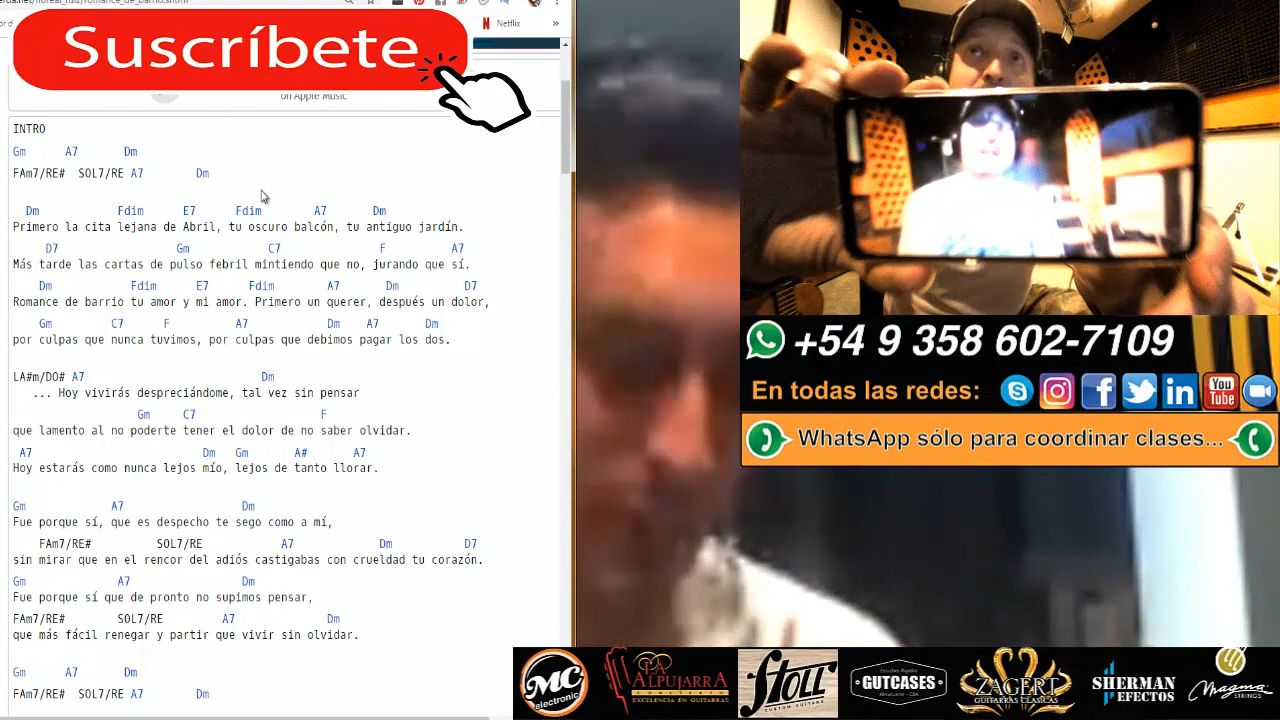 Netflix
Suscríbete
on Apple Music
INTRO
Gm A7 Dm
FAm7/RE# SOL7/RE A7 Dm
Dm Fdim E7 Fdim A7 Dm
Primero la cita lejana de Abril, tu oscuro balcón, tu antiguo jardín.
D7 Gm C7 F A7
Más tarde las cartas de pulso febril mintiendo que no, jurando que sí.
Dm Fdim E7 Fdim A7 Dm D7
Romance de barrio tu amor y mi amor. Primero un querer, después un dolor,
Gm C7 F A7 Dm A7 Dm
por culpas que nunca tuvimos, por culpas que debimos pagar los dos.
LA#m/DO# A7 Dm
... Hoy vivirás despreciándome, tal vez sin pensar
Gm C7 F
que lamento al no poderte tener el dolor de no saber olvidar.
A7 Dm Gm A# A7
Hoy estarás como nunca lejos mío, lejos de tanto llorar.
Gm A7 Dm
Fue porque sí, que es despecho te sego como a mí,
FAm7/RE# SOL7/RE A7 Dm D7
sin mirar que en el rencor del adiós castigabas con crueldad tu corazón.
Gm A7 Dm
Fue porque sí que de pronto no supimos pensar,
FAm7/RE# SOL7/RE A7 Dm
que más fácil renegar y partir que vivir sin olvidar.
Gm A7 Dm
FAm7/RE# SOL7/RE A7 Dm
+54 9 358 602-7109
En todas las redes:
You
Tube
WhatsApp sólo para coordinar clases...
MC
electronic
LA
ALPUJARRA
CONCIERTO
EXCELENCIA EN GUITARRAS
STOLL
CUSTOM GUITARS
Estuches Rígidos
GUTCASES
Almafuerte - CBA.
ZAGERT
GUITARRAS CLASICAS
SHERMAN
EFECTOS
Magma
STRINGS